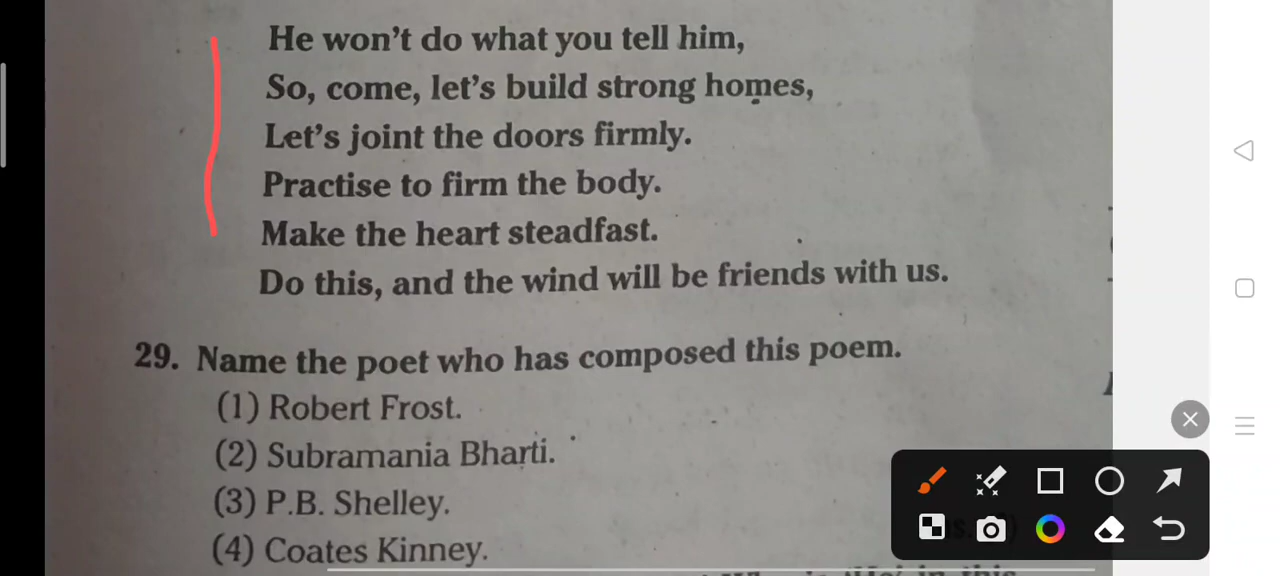 He won't do what you tell him,
So, come, let's build strong homes,
Let's joint the doors firmly.
Practise to firm the body.
Make the heart steadfast.
Do this, and the wind will be friends with us.
29. Name the poet who has composed this poem.
(1) Robert Frost.
(2) Subramania Bharti.
(3) P.B. Shelley.
(4) Coates Kinney.